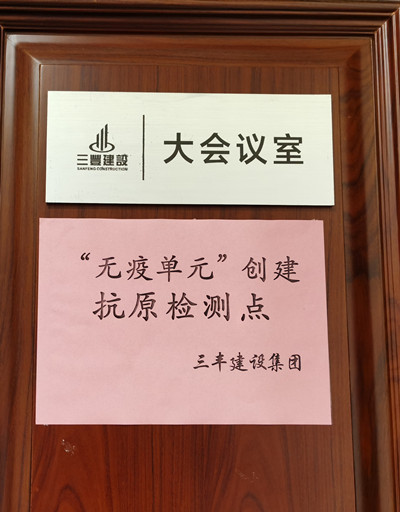 三豐建設
SANFENG CONSTRUCTION
大会议室
“无疫单元”创建
抗原检测点
三丰建设集团